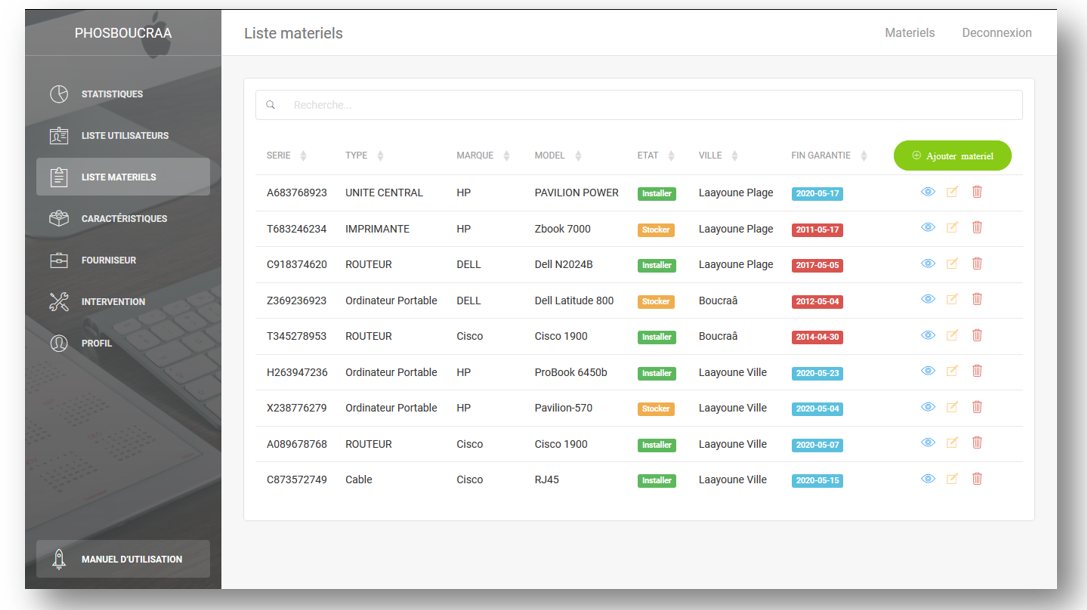 PHOSBOUCRAA
STATISTIQUES
LISTE UTILISATEURS
LISTE MATERIELS
CARACTÉRISTIQUES
FOURNISEUR
INTERVENTION
PROFIL
MANUEL D'UTILISATION
Liste materiels
Materiels Deconnexion
Recherche...
SERIE TYPE MARQUE MODEL ETAT VILLE FIN GARANTIE Ajouter materiel
A683768923 UNITE CENTRAL HP PAVILION POWER Installer Laayoune Plage 2020-05-17
T683246234 IMPRIMANTE HP Zbook 7000 Stocker Laayoune Plage 2011-05-17
C918374620 ROUTEUR DELL Dell N2024B Installer Laayoune Plage 2017-05-05
Z369236923 Ordinateur Portable DELL Dell Latitude 800 Stocker Boucraâ 2012-05-04
T345278953 ROUTEUR Cisco Cisco 1900 Installer Boucraâ 2014-04-30
H263947236 Ordinateur Portable HP ProBook 6450b Installer Laayoune Ville 2020-05-23
X238776279 Ordinateur Portable HP Pavilion-570 Stocker Laayoune Ville 2020-05-04
A089678768 ROUTEUR Cisco Cisco 1900 Installer Laayoune Ville 2020-05-07
C873572749 Cable Cisco RJ45 Installer Laayoune Ville 2020-05-15